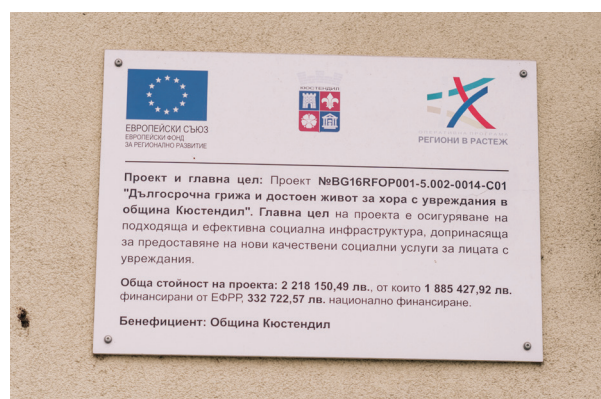 ЕВРОПЕЙСКИ СЪЮЗ
ЕВРОПЕЙСКИ ФОНД
ЗА РЕГИОНАЛНО РАЗВИТИЕ
КЮСТЕНДИЛ
РЕГИОНИ В РАСТЕЖ
Проект и главна цел: Проект №BG16RFOP001-5.002-0014-C01
"Дългосрочна грижа и достоен живот за хора с увреждания в
община Кюстендил". Главна цел на проекта е осигуряване на
подходяща и ефективна социална инфраструктура, допринасяща
за предоставяне на нови качествени социални услуги за лицата с
увреждания.
Обща стойност на проекта: 2 218 150,49 лв., от които 1 885 427,92 лв.
финансирани от ЕФРР, 332 722,57 лв. национално финансиране.
Бенефициент: Община Кюстендил